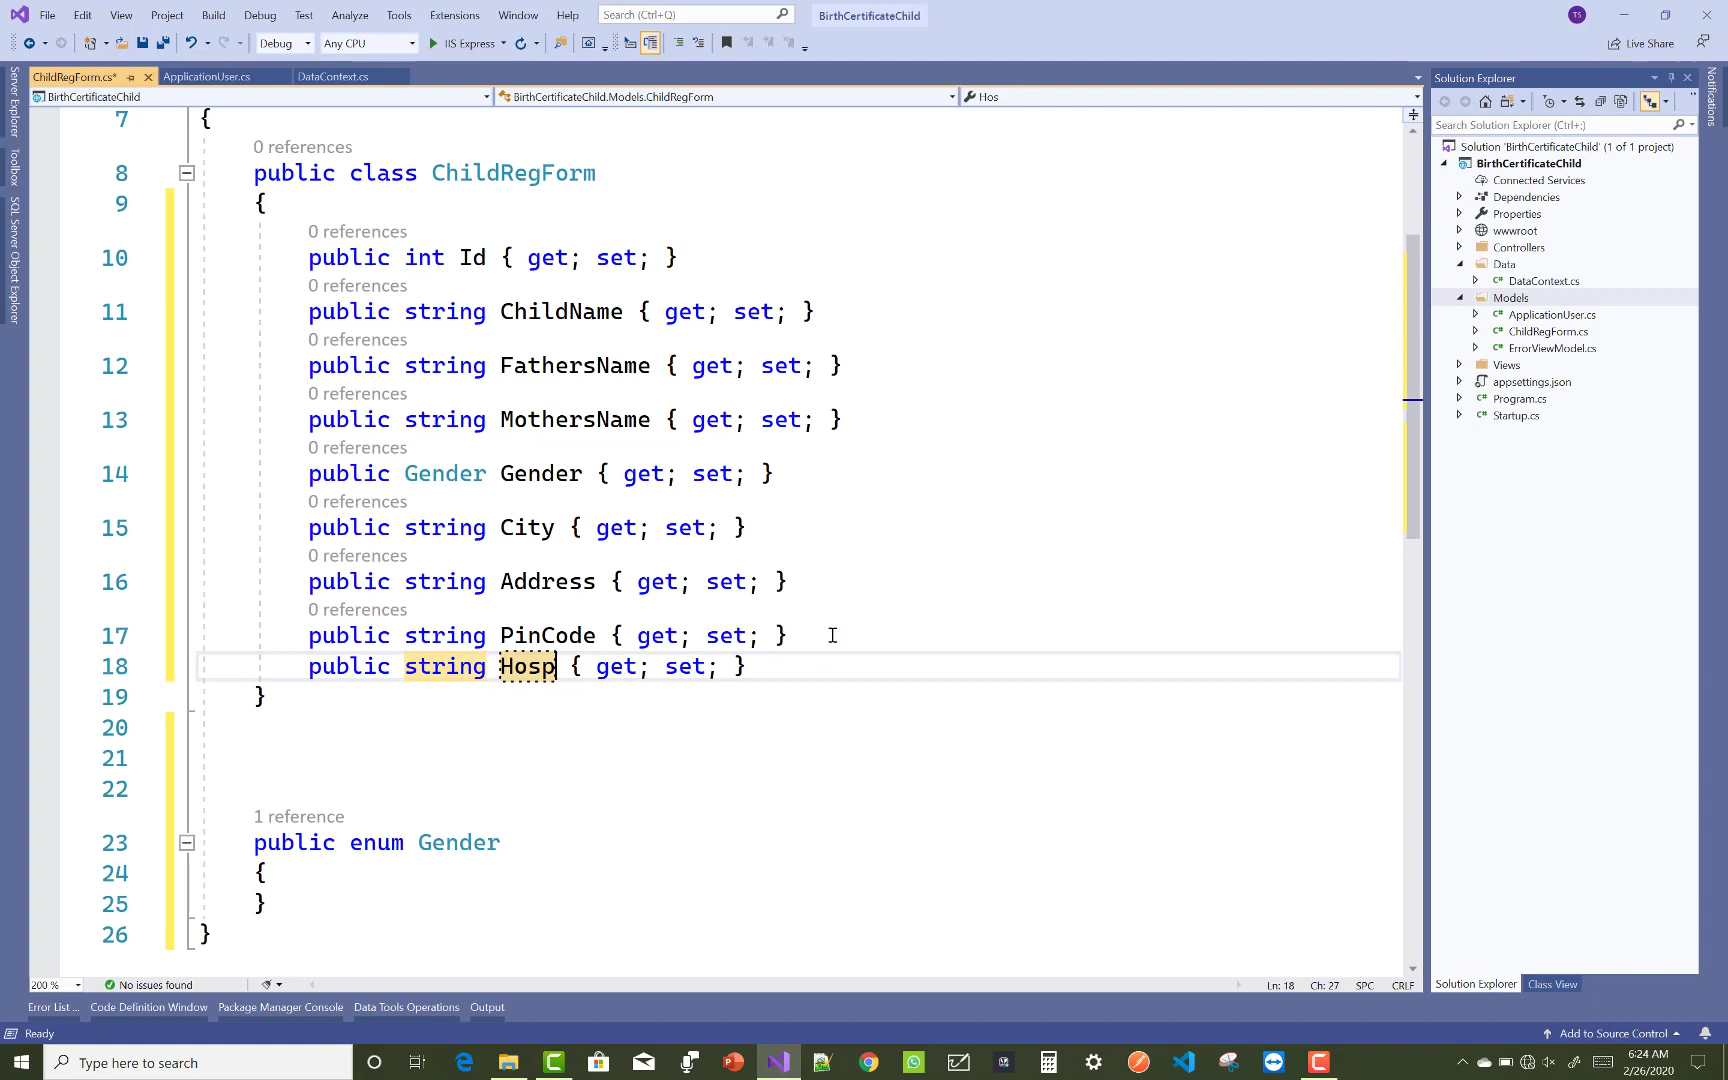 File Edit View Project Build Debug Test Analyze Tools Extensions Window Help Search (Ctrl+Q) BirthCertificateChild TS
Debug Any CPU IIS Express Live Share
ChildRegForm.cs* ApplicationUser.cs DataContext.cs
BirthCertificateChild BirthCertificateChild.Models.ChildRegForm Hos
Server Explorer
Toolbox
SQL Server Object Explorer
7 {
0 references
8 public class ChildRegForm
9 {
0 references
10 public int Id { get; set; }
0 references
11 public string ChildName { get; set; }
0 references
12 public string FathersName { get; set; }
0 references
13 public string MothersName { get; set; }
0 references
14 public Gender Gender { get; set; }
0 references
15 public string City { get; set; }
0 references
16 public string Address { get; set; }
0 references
17 public string PinCode { get; set; }
18 public string Hosp { get; set; }
19 }
20
21
22
1 reference
23 public enum Gender
24 {
25 }
26 }
200 % No issues found Ln: 18 Ch: 27 SPC CRLF
Solution Explorer
Search Solution Explorer (Ctrl+;)
Solution 'BirthCertificateChild' (1 of 1 project)
BirthCertificateChild
Connected Services
Dependencies
Properties
wwwroot
Controllers
Data
C# DataContext.cs
Models
C# ApplicationUser.cs
C# ChildRegForm.cs
C# ErrorViewModel.cs
Views
appsettings.json
C# Program.cs
C# Startup.cs
Solution Explorer Class View
Notifications
Error List ... Code Definition Window Package Manager Console Data Tools Operations Output
Ready Add to Source Control
Type here to search
6:24 AM
2/26/2020